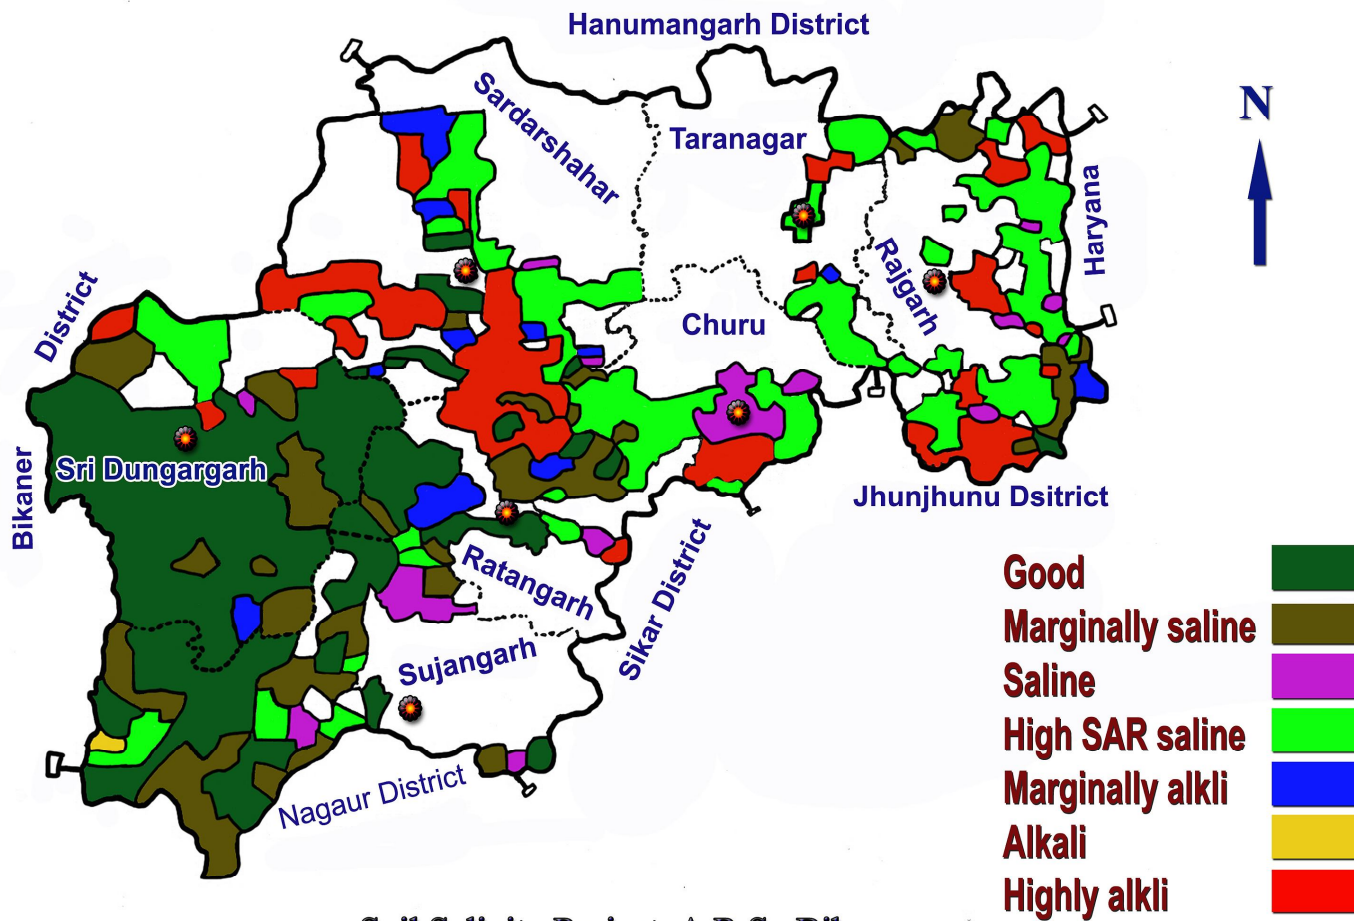 Hanumangarh District
N
Sardarshahar
Taranagar
Haryana
Rajgarh
District
Churu
Bikaner
Sri Dungargarh
Jhunjhunu Dsitrict
Ratangarh
Sikar District
Sujangarh
Nagaur District
Good
Marginally saline
Saline
High SAR saline
Marginally alkli
Alkali
Highly alkli